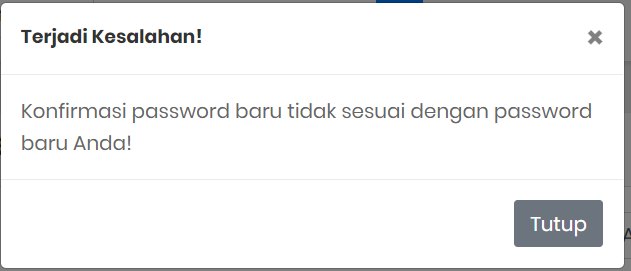 Terjadi Kesalahan!
×
Konfirmasi password baru tidak sesuai dengan password
baru Anda!
Tutup